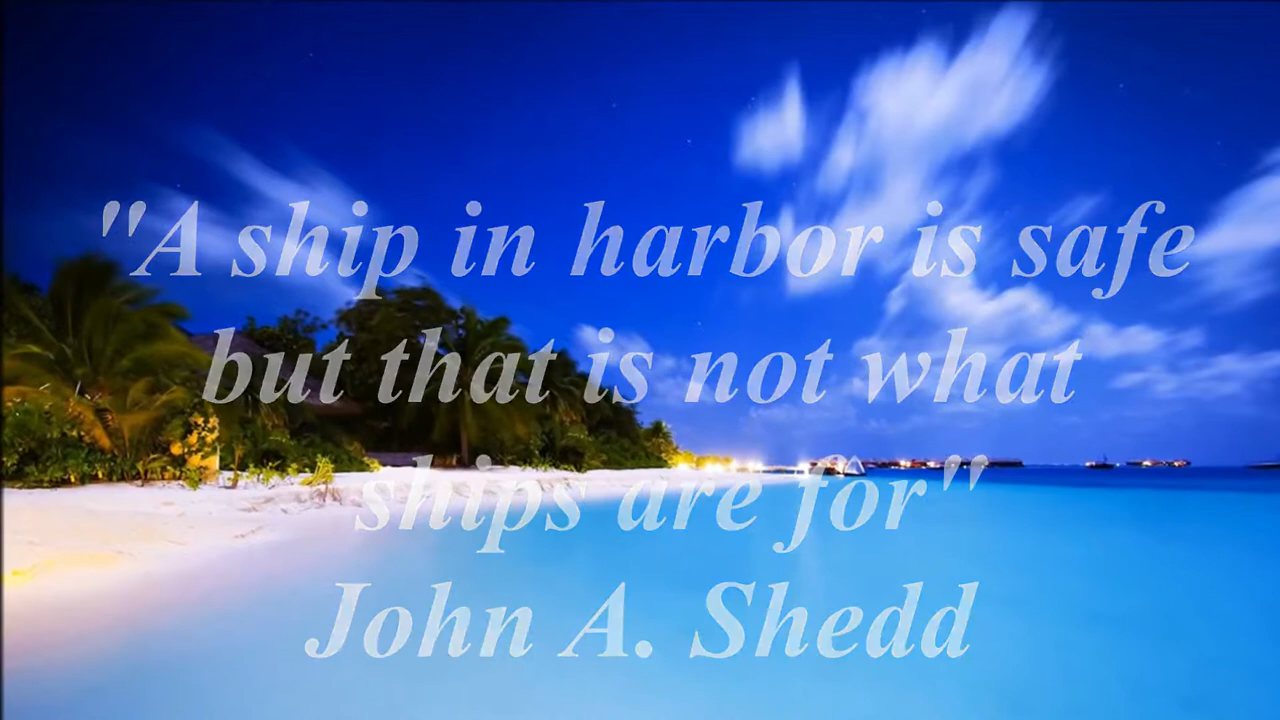 "A ship in harbor is safe
but that is not what
ships are for"
John A. Shedd